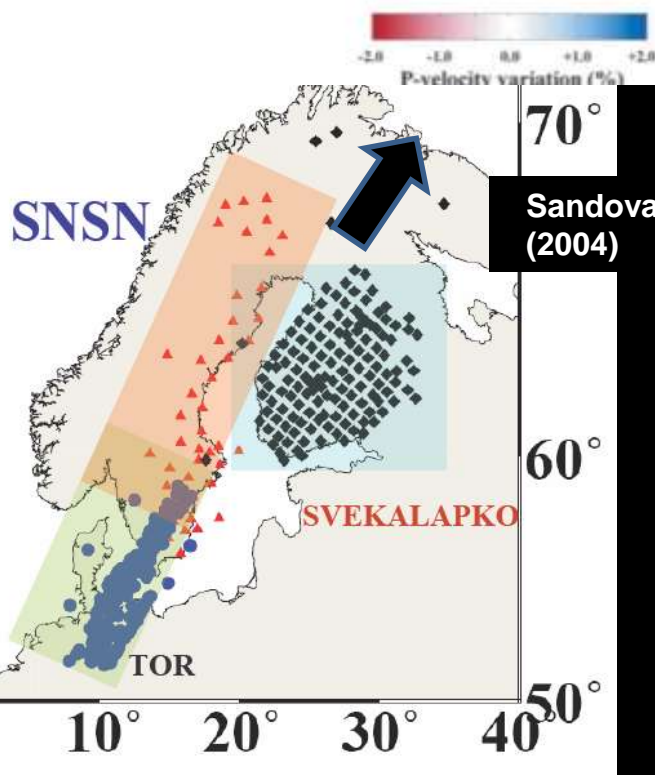 -2.0 -1.0 0.0 +1.0 +2.0
P-velocity variation (%)
70°
SNSN
Sandova
(2004)
60°
SVEKALAPKO
TOR
50°
10° 20° 30° 40°